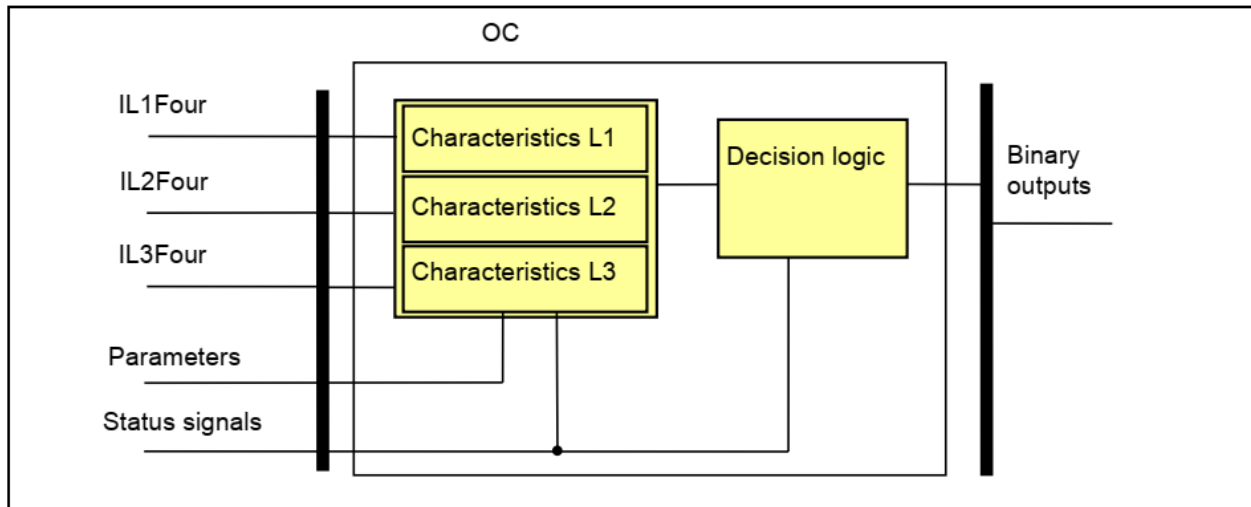 OC
IL1Four
IL2Four
IL3Four
Parameters
Status signals
Characteristics L1
Characteristics L2
Characteristics L3
Decision logic
Binary
outputs